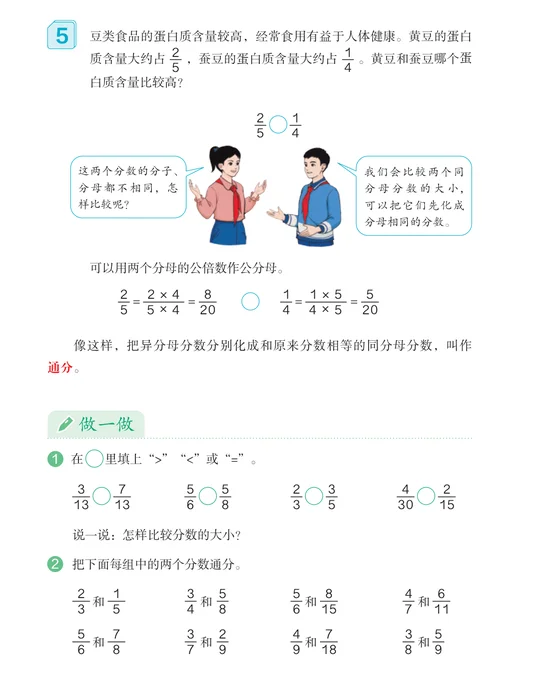 5
豆类食品的蛋白质含量较高，经常食用有益于人体健康。黄豆的蛋白
质含量大约占 2/5 ，蚕豆的蛋白质含量大约占 1/4 。黄豆和蚕豆哪个蛋
白质含量比较高？
2/5 ○ 1/4
这两个分数的分子、
分母都不相同，怎
样比较呢？
我们会比较两个同
分母分数的大小，
可以把它们先化成
分母相同的分数。
可以用两个分母的公倍数作公分母。
2/5 = 2 × 4/5 × 4 = 8/20 ○ 1/4 = 1 × 5/4 × 5 = 5/20
像这样，把异分母分数分别化成和原来分数相等的同分母分数，叫作
通分。
做一做
1 在○里填上“>”“<”或“=”。
3/13 ○ 7/13 5/6 ○ 5/8 2/3 ○ 3/5 4/30 ○ 2/15
说一说：怎样比较分数的大小？
2 把下面每组中的两个分数通分。
2/3 和 1/5 3/4 和 5/8 5/6 和 8/15 4/7 和 6/11
5/6 和 7/8 3/7 和 2/9 4/9 和 7/18 3/8 和 5/9